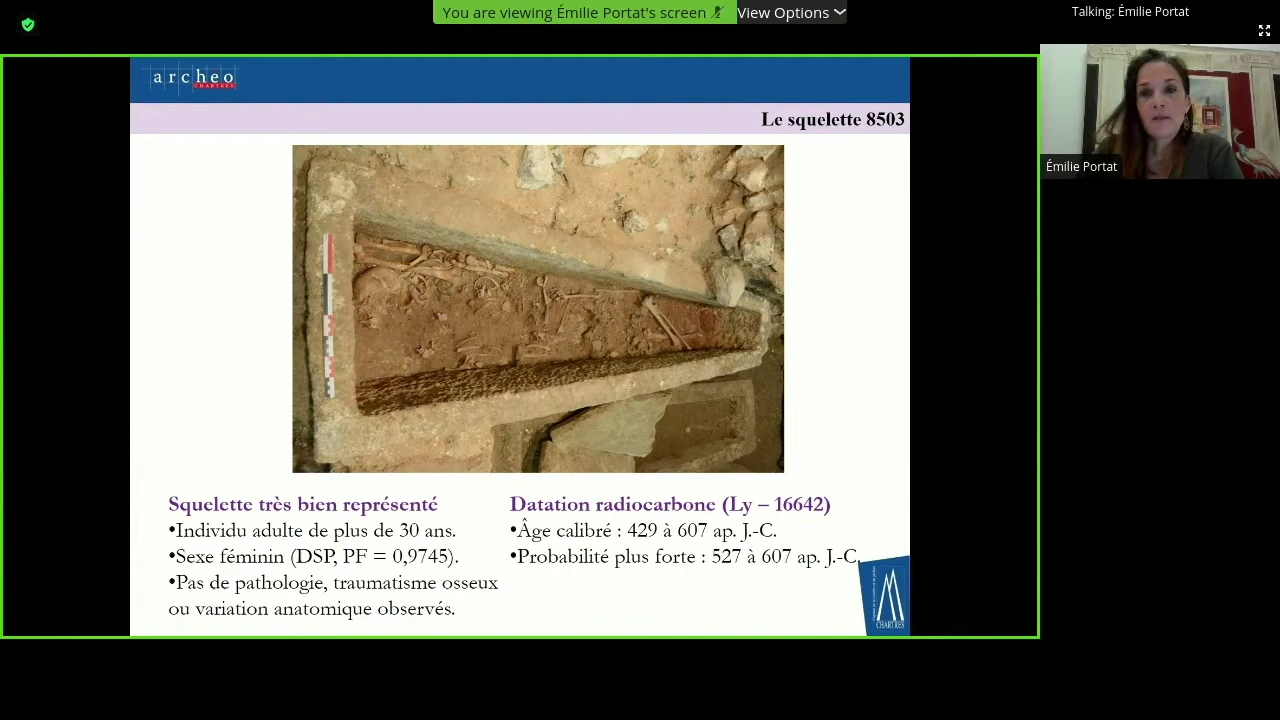 You are viewing Émilie Portat's screen
View Options
Talking: Émilie Portat
archeo
CHARTRES
Le squelette 8503
Émilie Portat
Squelette très bien représenté
•Individu adulte de plus de 30 ans.
•Sexe féminin (DSP, PF = 0,9745).
•Pas de pathologie, traumatisme osseux
ou variation anatomique observés.
Datation radiocarbone (Ly – 16642)
•Âge calibré : 429 à 607 ap. J.-C.
•Probabilité plus forte : 527 à 607 ap. J.-C.
CHARTRES